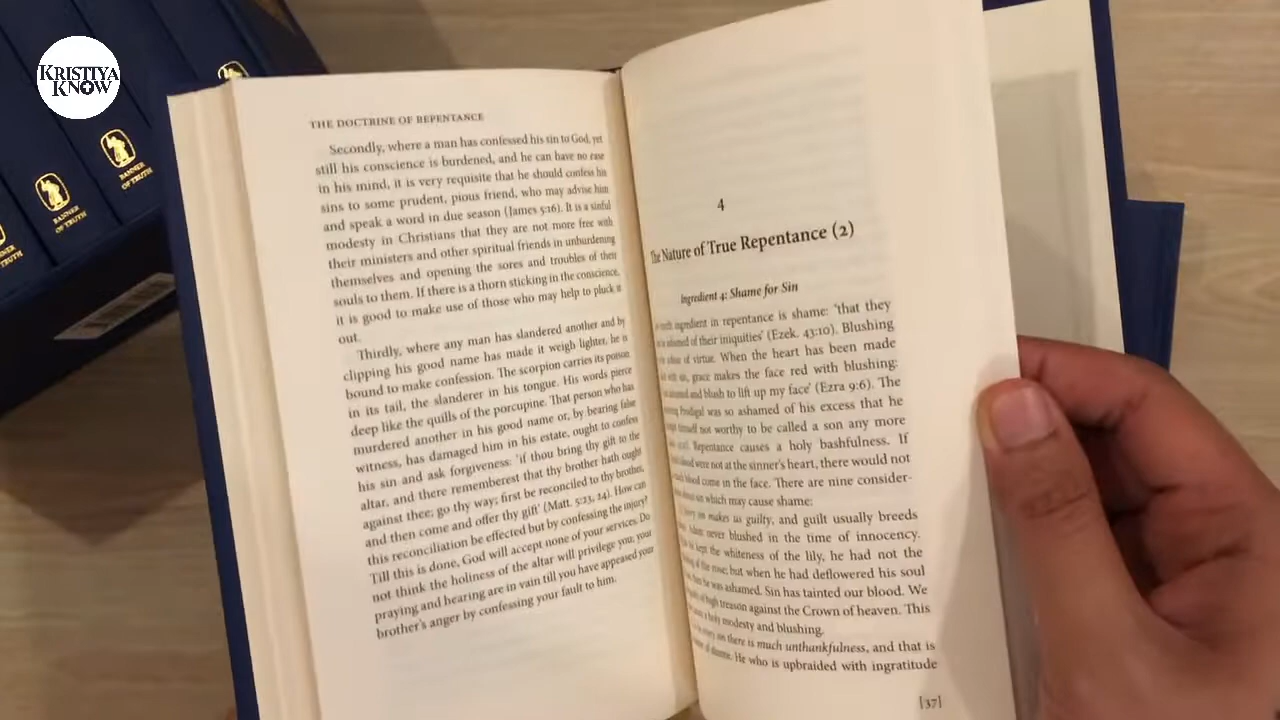 KRISTIYA
KNOW
BANNER
OF TRUTH
BANNER
OF TRUTH
THE DOCTRINE OF REPENTANCE
Secondly, where a man has confessed his sin to God, yet
still his conscience is burdened, and he can have no ease
in his mind, it is very requisite that he should confess his
sins to some prudent, pious friend, who may advise him
and speak a word in due season (James 5:16). It is a sinful
modesty in Christians that they are not more free with
their ministers and other spiritual friends in unburdening
themselves and opening the sores and troubles of their
souls to them. If there is a thorn sticking in the conscience,
it is good to make use of those who may help to pluck it
out.
Thirdly, where any man has slandered another and by
clipping his good name has made it weigh lighter, he is
bound to make confession. The scorpion carries its poison
in its tail, the slanderer in his tongue. His words pierce
deep like the quills of the porcupine. That person who has
murdered another in his good name or, by bearing false
witness, has damaged him in his estate, ought to confess
his sin and ask forgiveness: 'if thou bring thy gift to the
altar, and there rememberest that thy brother hath ought
against thee; go thy way; first be reconciled to thy brother,
and then come and offer thy gift' (Matt. 5:23, 24). How can
this reconciliation be effected but by confessing the injury?
Till this is done, God will accept none of your services. Do
not think the holiness of the altar will privilege you; your
praying and hearing are in vain till you have appeased your
brother's anger by confessing your fault to him.
4
The Nature of True Repentance (2)
Ingredient 4: Shame for Sin
ingredient in repentance is shame: 'that they
ashamed of their iniquities' (Ezek. 43:10). Blushing
of virtue. When the heart has been made
grace makes the face red with blushing:
and blush to lift up my face' (Ezra 9:6). The
was so ashamed of his excess that he
himself not worthy to be called a son any more
Repentance causes a holy bashfulness. If
were not at the sinner's heart, there would not
blood come in the face. There are nine consider-
sin which may cause shame:
makes us guilty, and guilt usually breeds
never blushed in the time of innocency.
kept the whiteness of the lily, he had not the
of the rose; but when he had deflowered his soul
he was ashamed. Sin has tainted our blood. We
of high treason against the Crown of heaven. This
a holy modesty and blushing.
there is much unthankfulness, and that is
He who is upbraided with ingratitude
[37]